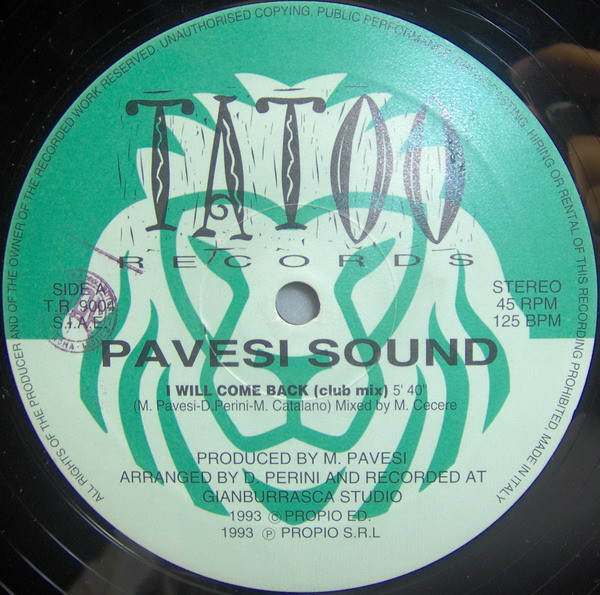 ALL RIGHTS OF THE PRODUCER AND OF THE OWNER OF THE RECORDED WORK RESERVED. UNAUTHORISED COPYING, PUBLIC PERFORMANCE, BROADCASTING, HIRING OR RENTAL OF THIS RECORDING PROHIBITED. MADE IN ITALY
TATOO
RECORDS
SIDE A
T.R. 9004
S.I.A.E.
STEREO
45 RPM
125 BPM
PAVESI SOUND
I WILL COME BACK (club mix) 5' 40"
(M. Pavesi-D.Perini-M. Catalano) Mixed by M. Cecere
PRODUCED BY M. PAVESI
ARRANGED BY D. PERINI AND RECORDED AT
GIANBURRASCA STUDIO
1993 © PROPIO ED.
1993 ℗ PROPIO S.R.L